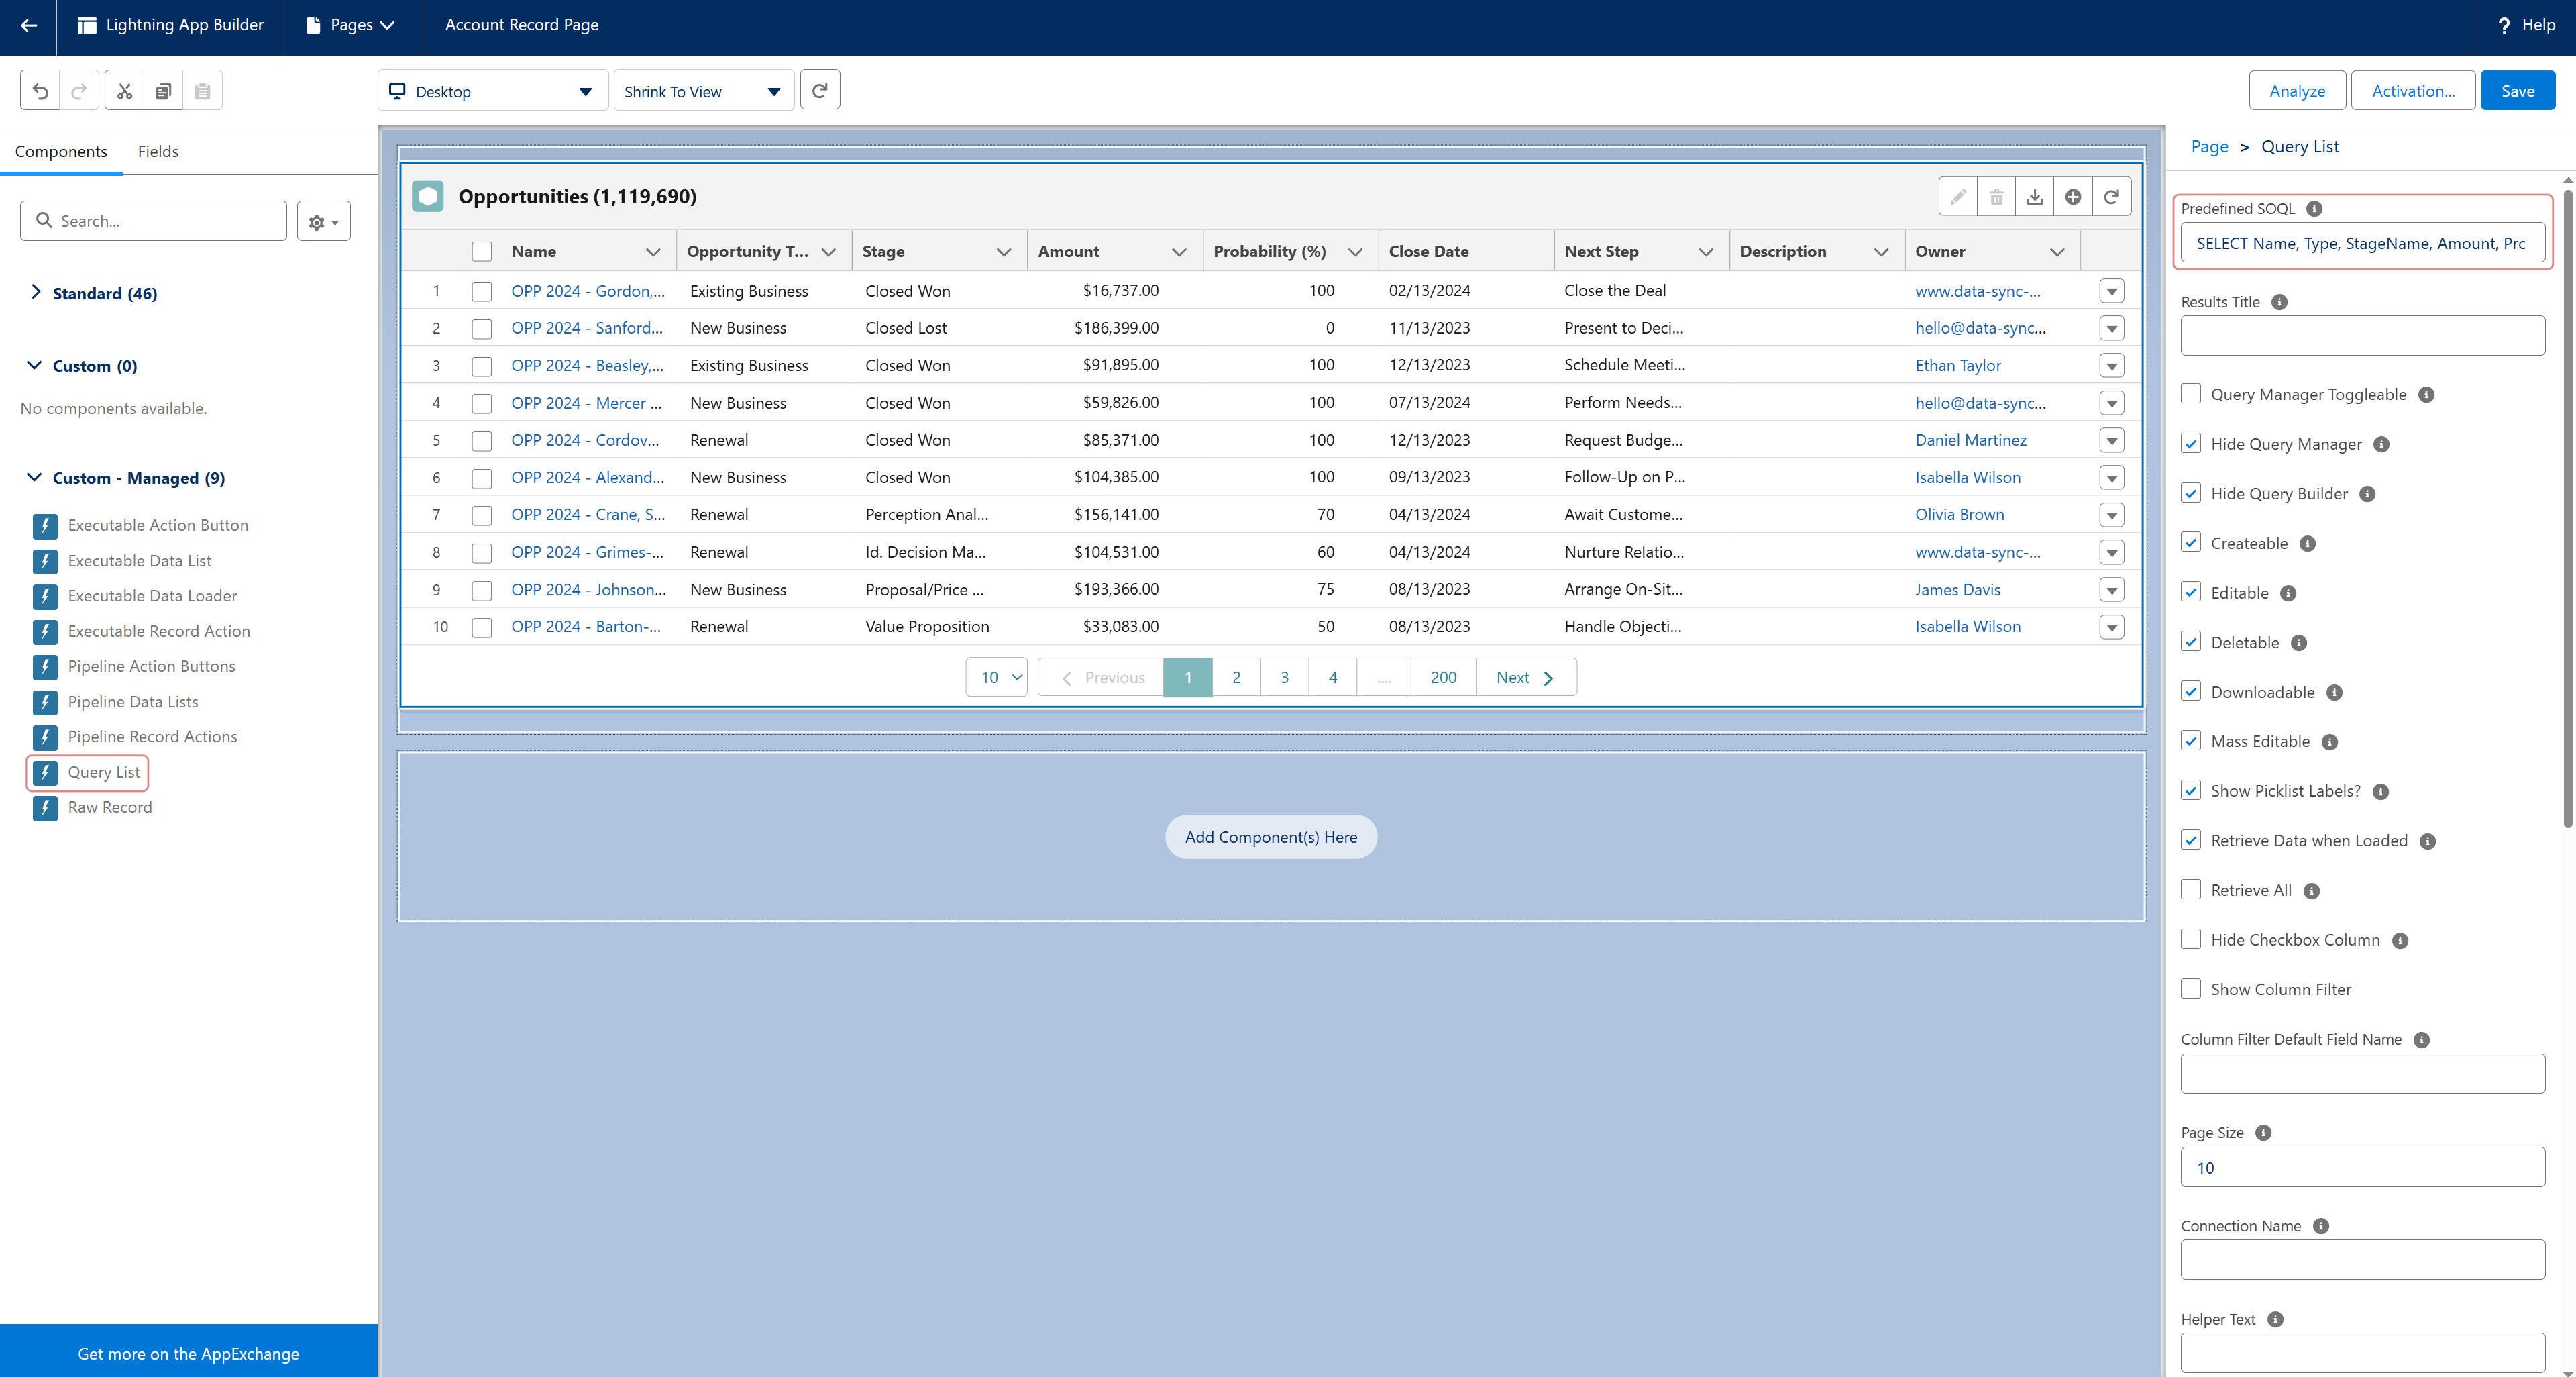 Lightning App Builder
Pages
Account Record Page
? Help
Desktop
Shrink To View
Analyze
Activation...
Save
Components
Fields
Search...
Standard (46)
Custom (0)
No components available.
Custom - Managed (9)
Executable Action Button
Executable Data List
Executable Data Loader
Executable Record Action
Pipeline Action Buttons
Pipeline Data Lists
Pipeline Record Actions
Query List
Raw Record
Get more on the AppExchange
Opportunities (1,119,690)
Name Opportunity T... Stage Amount Probability (%) Close Date Next Step Description Owner
1 OPP 2024 - Gordon,... Existing Business Closed Won $16,737.00 100 02/13/2024 Close the Deal www.data-sync-...
2 OPP 2024 - Sanford... New Business Closed Lost $186,399.00 0 11/13/2023 Present to Deci... hello@data-sync...
3 OPP 2024 - Beasley,... Existing Business Closed Won $91,895.00 100 12/13/2023 Schedule Meeti... Ethan Taylor
4 OPP 2024 - Mercer ... New Business Closed Won $59,826.00 100 07/13/2024 Perform Needs... hello@data-sync...
5 OPP 2024 - Cordov... Renewal Closed Won $85,371.00 100 12/13/2023 Request Budge... Daniel Martinez
6 OPP 2024 - Alexand... New Business Closed Won $104,385.00 100 09/13/2023 Follow-Up on P... Isabella Wilson
7 OPP 2024 - Crane, S... Renewal Perception Anal... $156,141.00 70 04/13/2024 Await Custome... Olivia Brown
8 OPP 2024 - Grimes-... Renewal Id. Decision Ma... $104,531.00 60 04/13/2024 Nurture Relatio... www.data-sync-...
9 OPP 2024 - Johnson... New Business Proposal/Price ... $193,366.00 75 08/13/2023 Arrange On-Sit... James Davis
10 OPP 2024 - Barton-... Renewal Value Proposition $33,083.00 50 08/13/2023 Handle Objecti... Isabella Wilson
10 Previous 1 2 3 4 .... 200 Next
Add Component(s) Here
Page > Query List
Predefined SOQL
SELECT Name, Type, StageName, Amount, Prc
Results Title
Query Manager Toggleable
Hide Query Manager
Hide Query Builder
Createable
Editable
Deletable
Downloadable
Mass Editable
Show Picklist Labels?
Retrieve Data when Loaded
Retrieve All
Hide Checkbox Column
Show Column Filter
Column Filter Default Field Name
Page Size
10
Connection Name
Helper Text